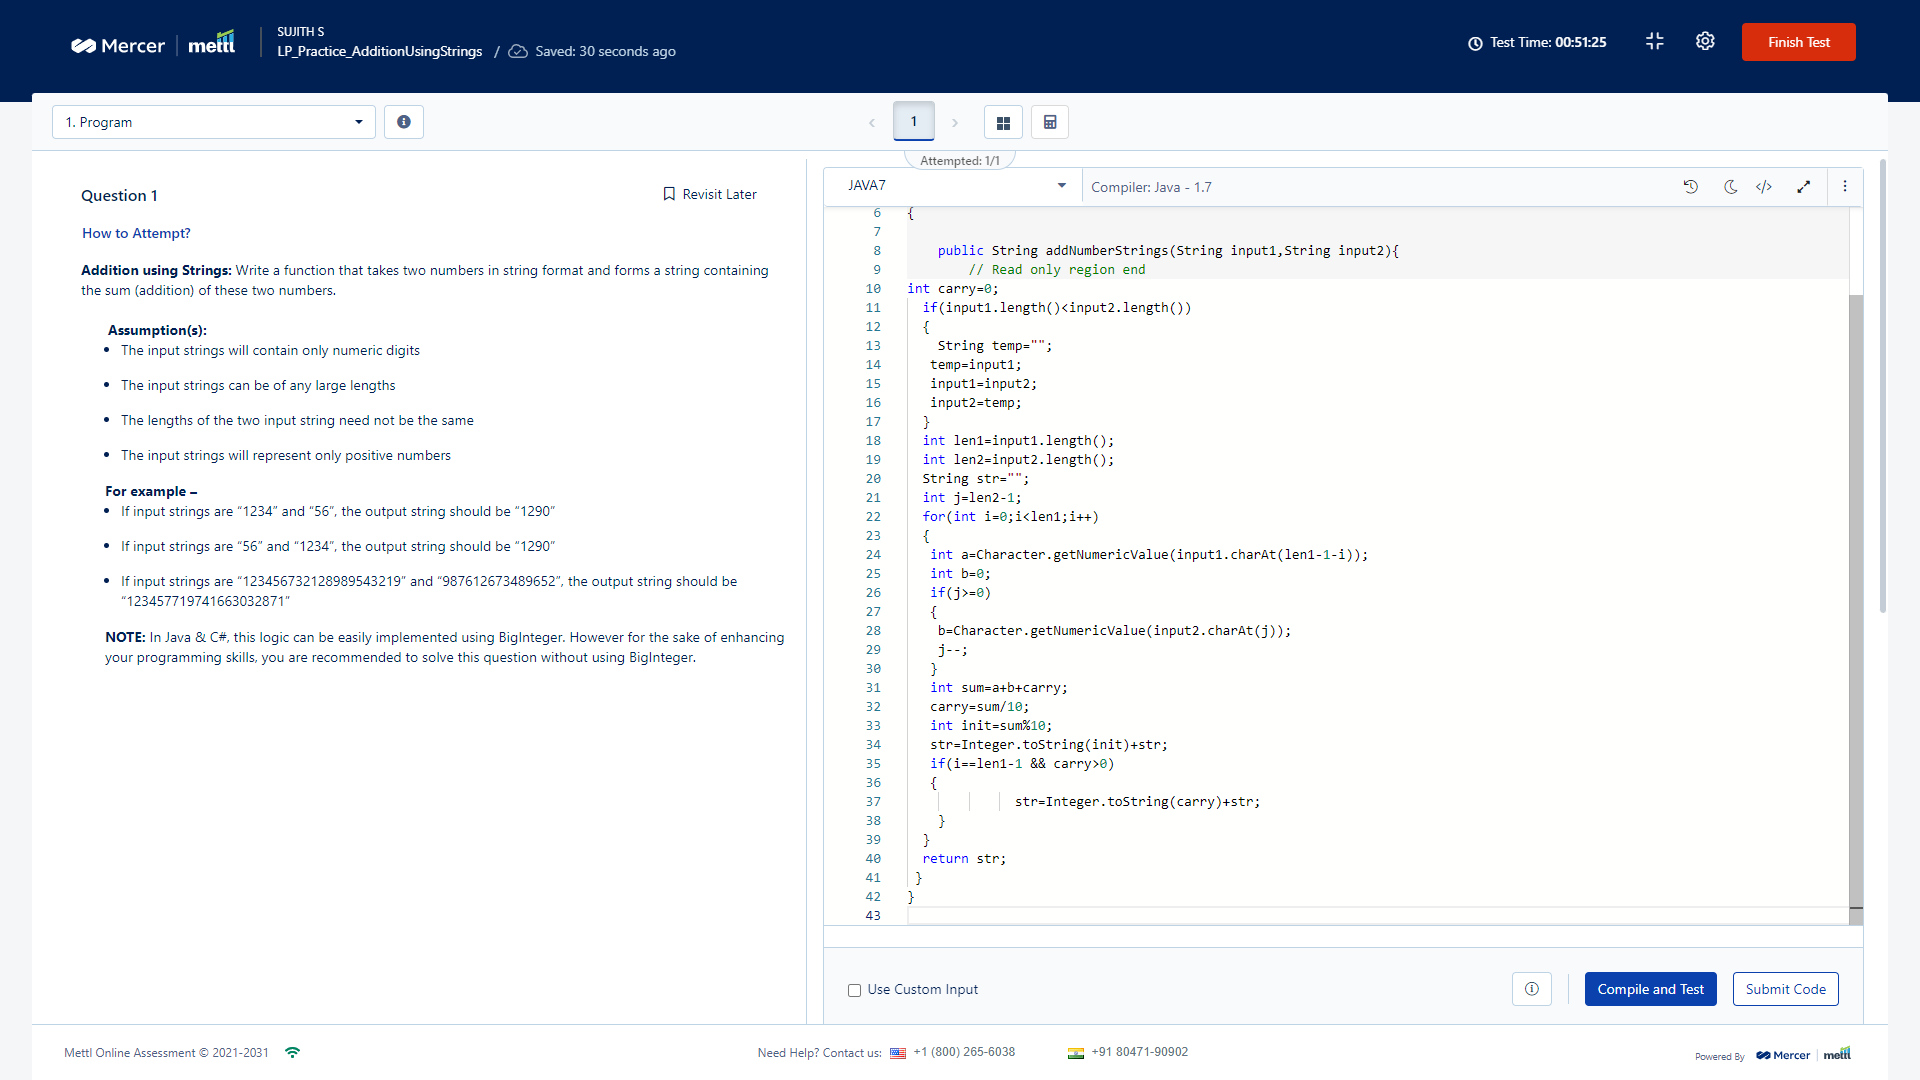 Mercer mettl
SUJITH S
LP_Practice_AdditionUsingStrings / Saved: 30 seconds ago
Test Time: 00:51:25
Finish Test
1. Program
1
Attempted: 1/1
Question 1
Revisit Later
How to Attempt?
Addition using Strings: Write a function that takes two numbers in string format and forms a string containing
the sum (addition) of these two numbers.
Assumption(s):
• The input strings will contain only numeric digits
• The input strings can be of any large lengths
• The lengths of the two input string need not be the same
• The input strings will represent only positive numbers
For example –
• If input strings are “1234” and “56”, the output string should be “1290”
• If input strings are “56” and “1234”, the output string should be “1290”
• If input strings are “123456732128989543219” and “987612673489652”, the output string should be
“123457719741663032871”
NOTE: In Java & C#, this logic can be easily implemented using BigInteger. However for the sake of enhancing
your programming skills, you are recommended to solve this question without using BigInteger.
JAVA7
Compiler: Java - 1.7
6 {
7
8 public String addNumberStrings(String input1,String input2){
9 // Read only region end
10 int carry=0;
11 if(input1.length()<input2.length())
12 {
13 String temp="";
14 temp=input1;
15 input1=input2;
16 input2=temp;
17 }
18 int len1=input1.length();
19 int len2=input2.length();
20 String str="";
21 int j=len2-1;
22 for(int i=0;i<len1;i++)
23 {
24 int a=Character.getNumericValue(input1.charAt(len1-1-i));
25 int b=0;
26 if(j>=0)
27 {
28 b=Character.getNumericValue(input2.charAt(j));
29 j--;
30 }
31 int sum=a+b+carry;
32 carry=sum/10;
33 int init=sum%10;
34 str=Integer.toString(init)+str;
35 if(i==len1-1 && carry>0)
36 {
37 str=Integer.toString(carry)+str;
38 }
39 }
40 return str;
41 }
42 }
43
Use Custom Input
Compile and Test
Submit Code
Mettl Online Assessment © 2021-2031
Need Help? Contact us: +1 (800) 265-6038
+91 80471-90902
Powered By Mercer mettl